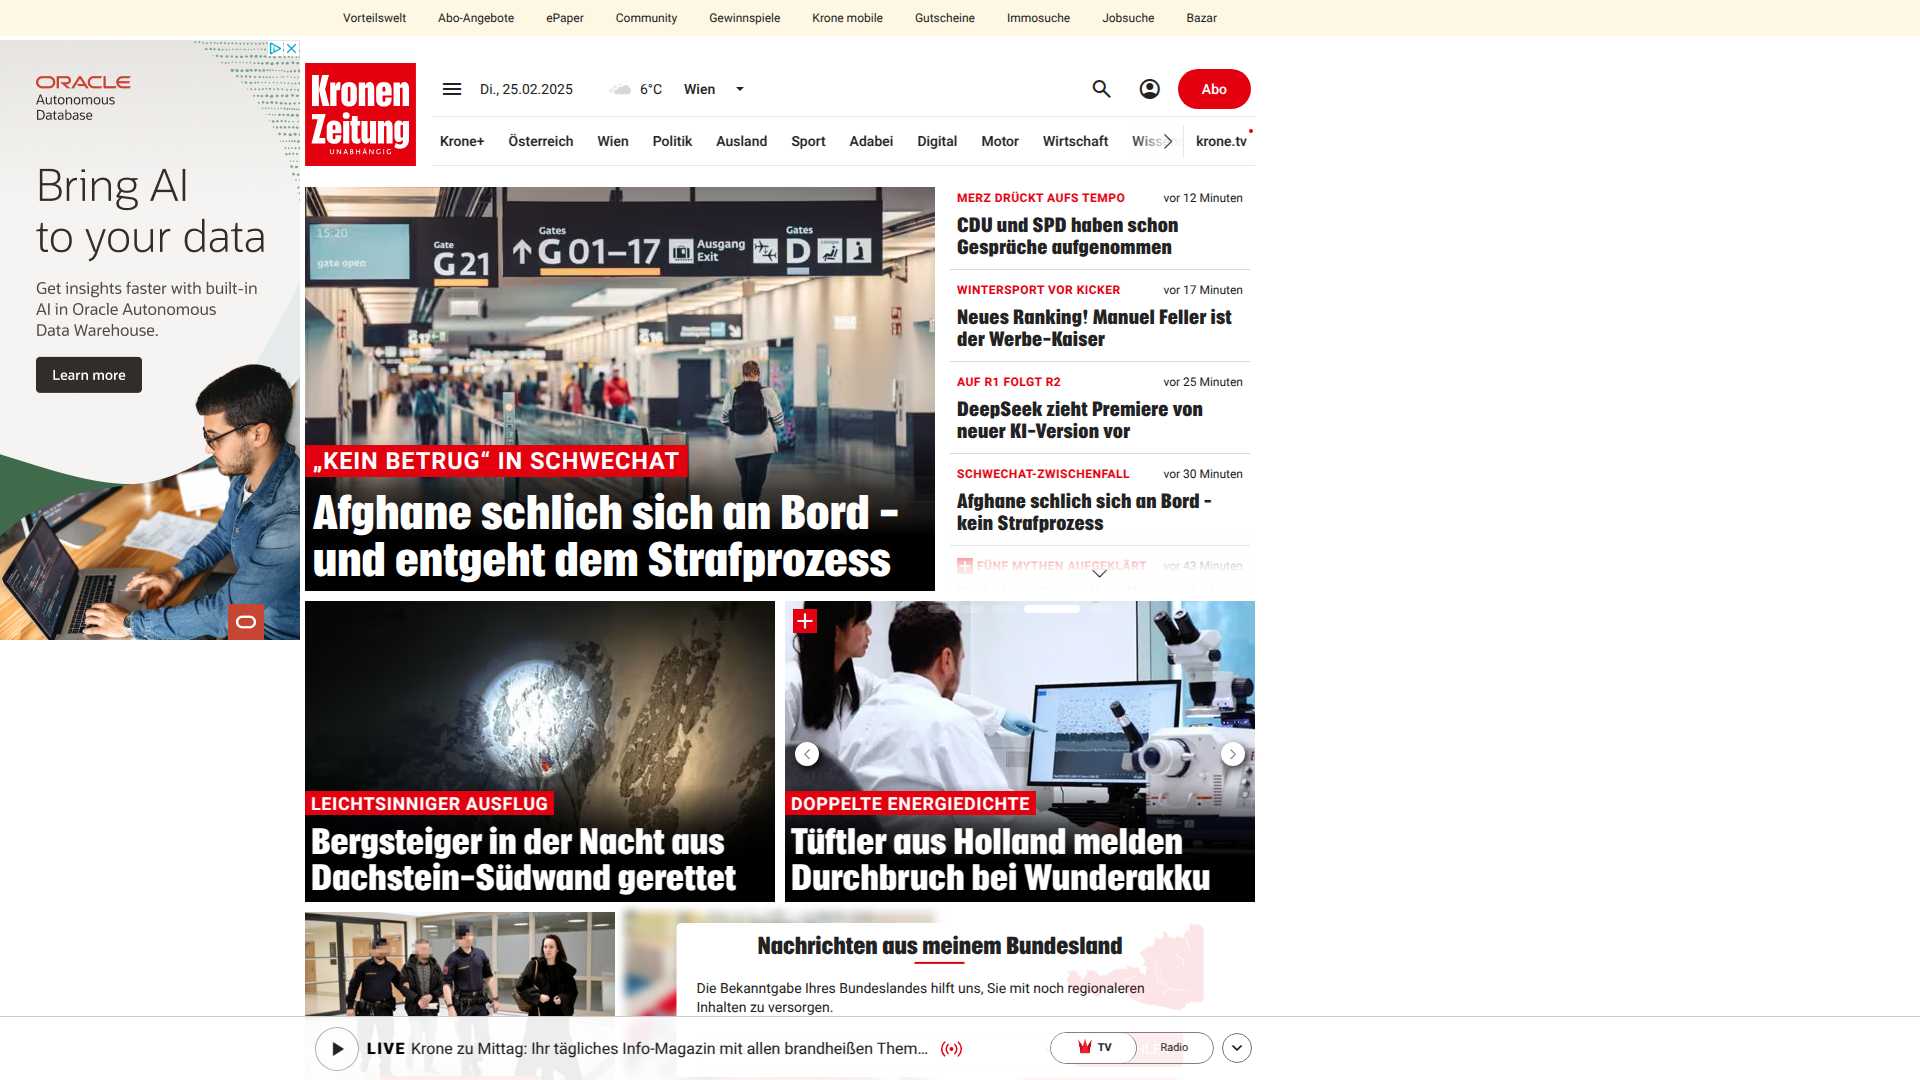 Vorteilswelt
Abo-Angebote
ePaper
Community
Gewinnspiele
Krone mobile
Gutscheine
Immosuche
Jobsuche
Bazar
ORACLE
Autonomous
Database
Bring AI
to your data
Get insights faster with built-in
AI in Oracle Autonomous
Data Warehouse.
Learn more
Kronen
Zeitung
UNABHÄNGIG
Di., 25.02.2025
6°C
Wien
Abo
Krone+
Österreich
Wien
Politik
Ausland
Sport
Adabei
Digital
Motor
Wirtschaft
krone.tv
15:20
gate open
Gate
G21
Gates
G 01–17
Ausgang
Exit
Gates
D
G17
G16
„KEIN BETRUG“ IN SCHWECHAT
Afghane schlich sich an Bord –
und entgeht dem Strafprozess
MERZ DRÜCKT AUFS TEMPO
vor 12 Minuten
CDU und SPD haben schon
Gespräche aufgenommen
WINTERSPORT VOR KICKER
vor 17 Minuten
Neues Ranking! Manuel Feller ist
der Werbe-Kaiser
AUF R1 FOLGT R2
vor 25 Minuten
DeepSeek zieht Premiere von
neuer KI-Version vor
SCHWECHAT-ZWISCHENFALL
vor 30 Minuten
Afghane schlich sich an Bord –
kein Strafprozess
FÜNF MYTHEN AUFGEKLÄRT
vor 43 Minuten
LEICHTSINNIGER AUSFLUG
Bergsteiger in der Nacht aus
Dachstein-Südwand gerettet
DOPPELTE ENERGIEDICHTE
Tüftler aus Holland melden
Durchbruch bei Wunderakku
Nachrichten aus meinem Bundesland
Die Bekanntgabe Ihres Bundeslandes hilft uns, Sie mit noch regionaleren
Inhalten zu versorgen.
LIVE Krone zu Mittag: Ihr tägliches Info-Magazin mit allen brandheißen Them...
TV
Radio